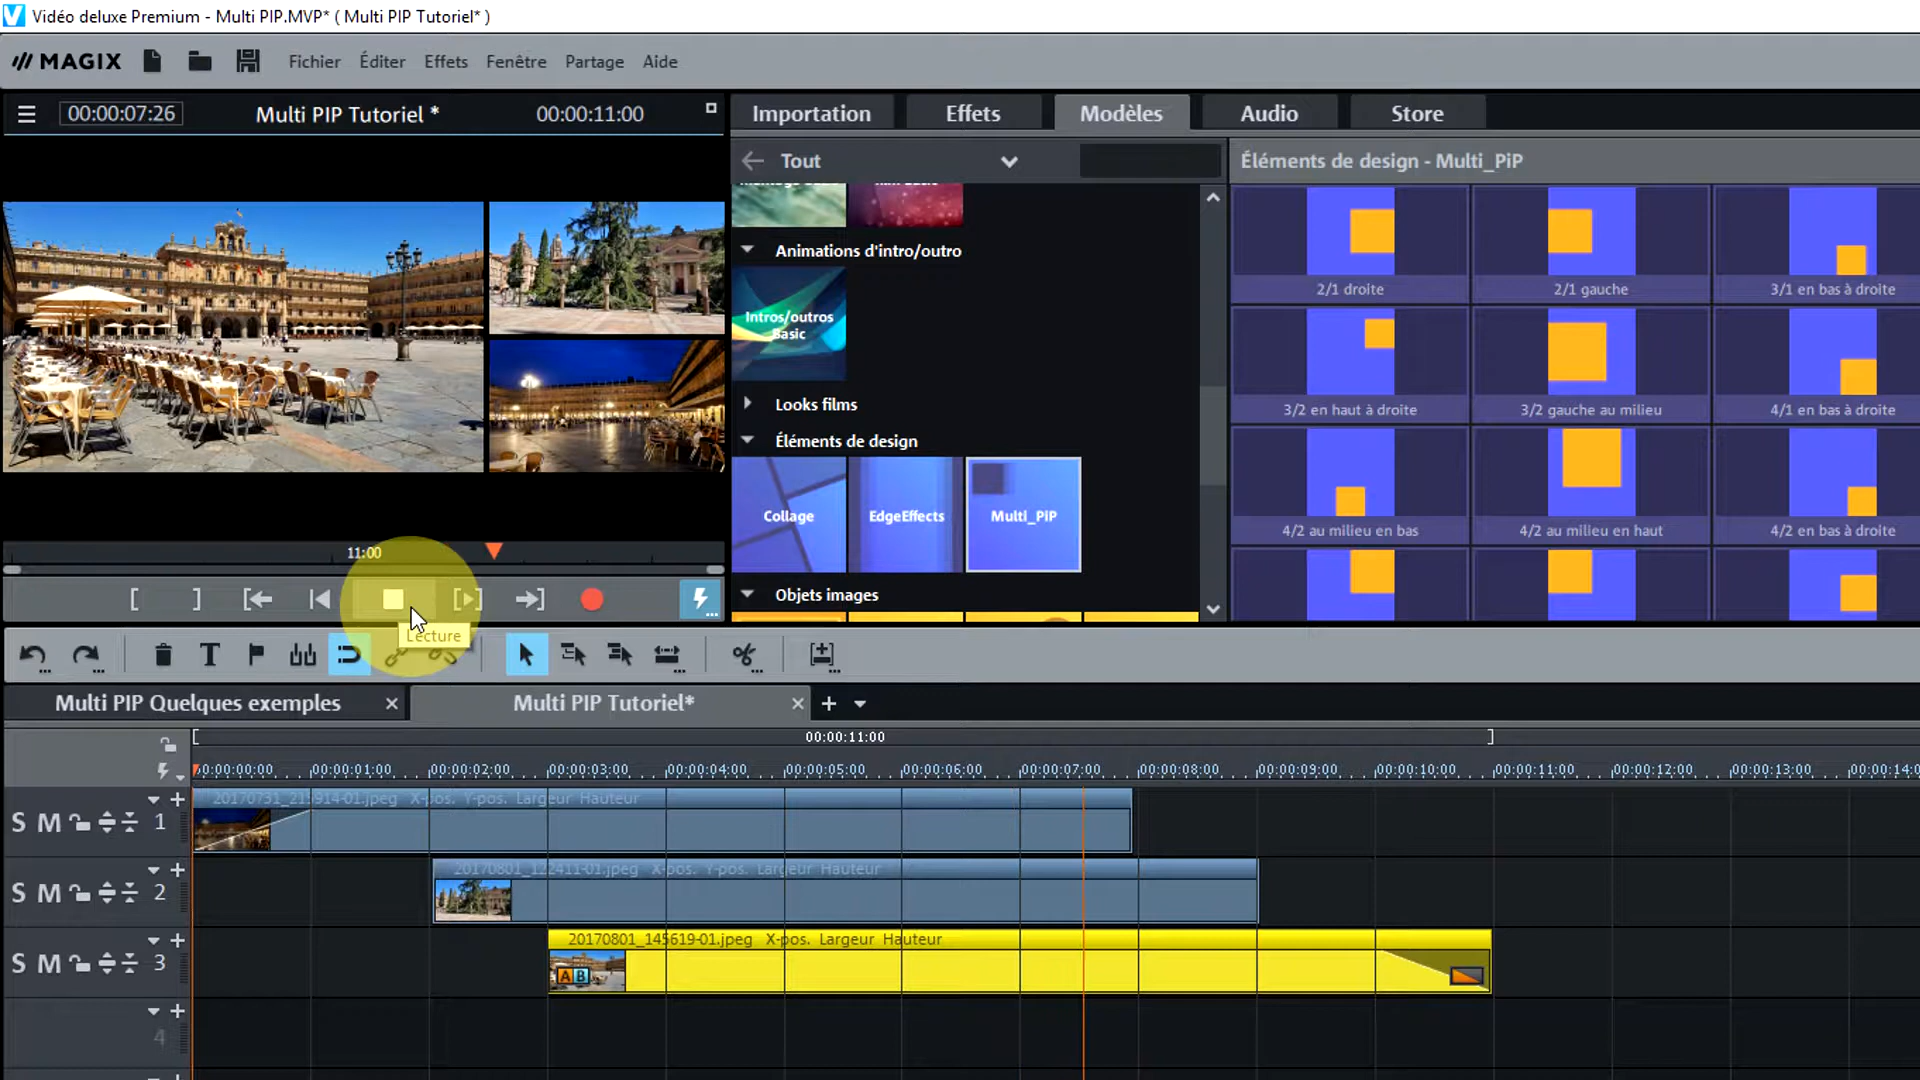 Vidéo deluxe Premium - Multi PIP.MVP* ( Multi PIP Tutoriel* )
MAGIX Fichier Éditer Effets Fenêtre Partage Aide
00:00:07:26 Multi PIP Tutoriel * 00:00:11:00
Importation Effets Modèles Audio Store
Tout
Éléments de design - Multi_PiP
Animations d'intro/outro
Intros/outros
Basic
Looks films
Éléments de design
Collage EdgeEffects Multi_PiP
Objets images
2/1 droite 2/1 gauche 3/1 en bas à droite
3/2 en haut à droite 3/2 gauche au milieu 4/1 en bas à droite
4/2 au milieu en bas 4/2 au milieu en haut 4/2 en bas à droite
11:00
Lecture
Multi PIP Quelques exemples Multi PIP Tutoriel*
00:00:11:00
00:00:00:00 00:00:01:00 00:00:02:00 00:00:03:00 00:00:04:00 00:00:05:00 00:00:06:00 00:00:07:00 00:00:08:00 00:00:09:00 00:00:10:00 00:00:11:00 00:00:12:00 00:00:13:00 00:00:14:0
S M 1
X-pos. Y-pos. Largeur Hauteur
S M 2
20170801_122411-01.jpeg X-pos. Y-pos. Largeur Hauteur
S M 3
20170801_145619-01.jpeg X-pos. Largeur Hauteur
A B
4